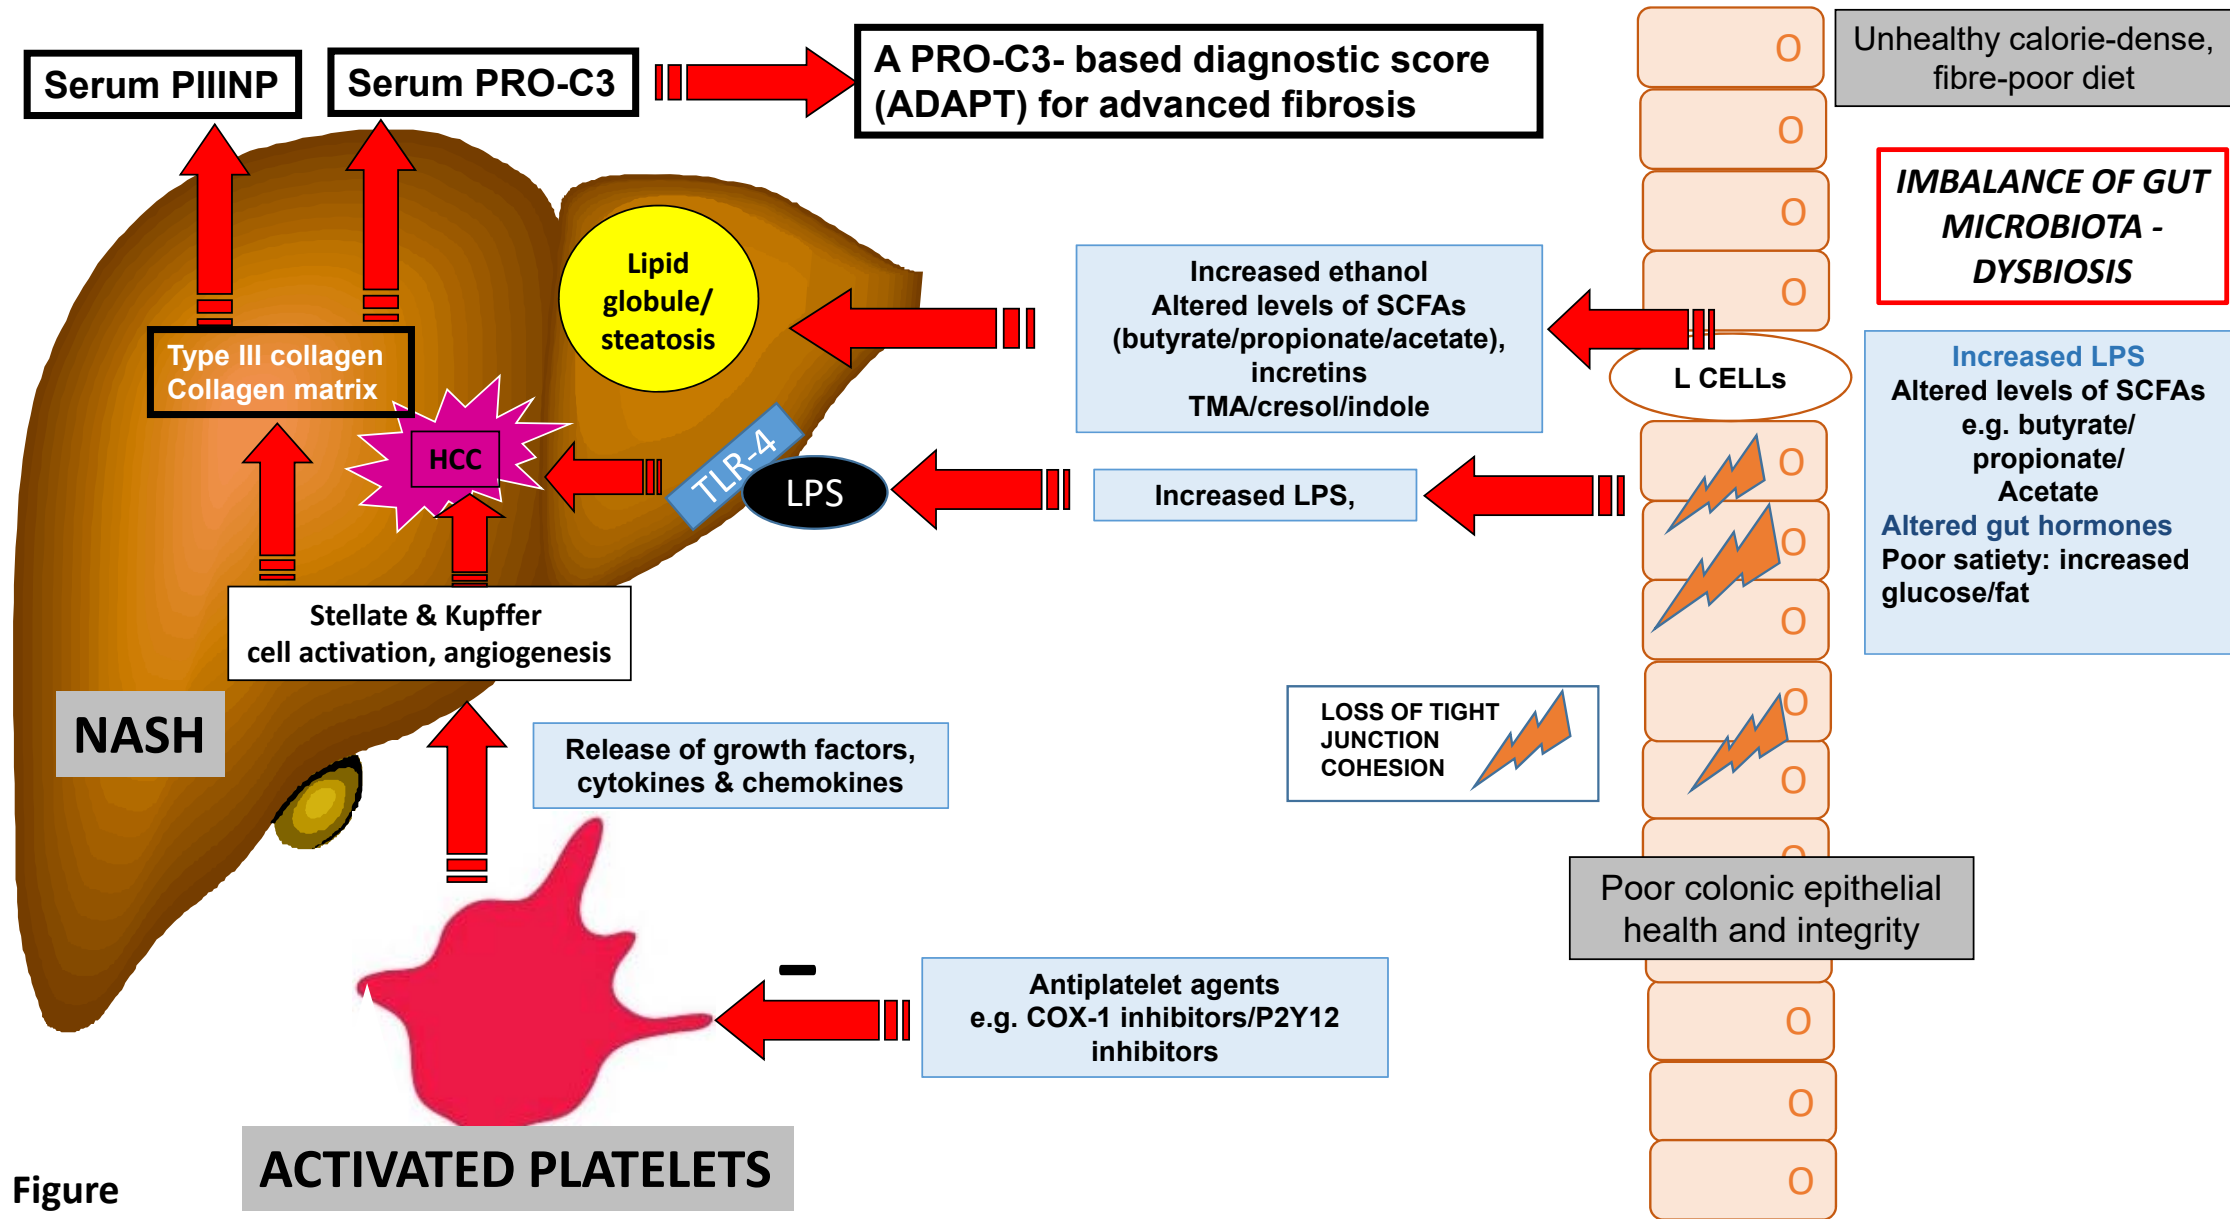 Serum PIIINP
Serum PRO-C3
A PRO-C3- based diagnostic score
(ADAPT) for advanced fibrosis
Unhealthy calorie-dense,
fibre-poor diet
IMBALANCE OF GUT
MICROBIOTA -
DYSBIOSIS
Lipid
globule/
steatosis
Increased ethanol
Altered levels of SCFAs
(butyrate/propionate/acetate),
incretins
TMA/cresol/indole
L CELLs
Increased LPS
Altered levels of SCFAs
e.g. butyrate/
propionate/
Acetate
Altered gut hormones
Poor satiety: increased
glucose/fat
Type III collagen
Collagen matrix
HCC
TLR-4
LPS
Increased LPS,
Stellate & Kupffer
cell activation, angiogenesis
NASH
Release of growth factors,
cytokines & chemokines
LOSS OF TIGHT
JUNCTION
COHESION
Poor colonic epithelial
health and integrity
Antiplatelet agents
e.g. COX-1 inhibitors/P2Y12
inhibitors
ACTIVATED PLATELETS
Figure